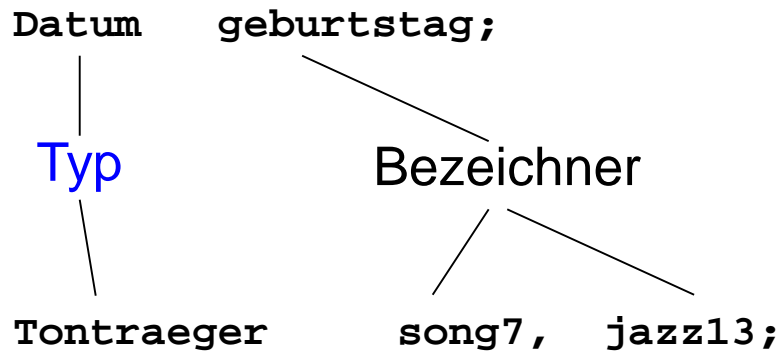 Datum geburtstag;
Typ Bezeichner
Tontraeger song7, jazz13;